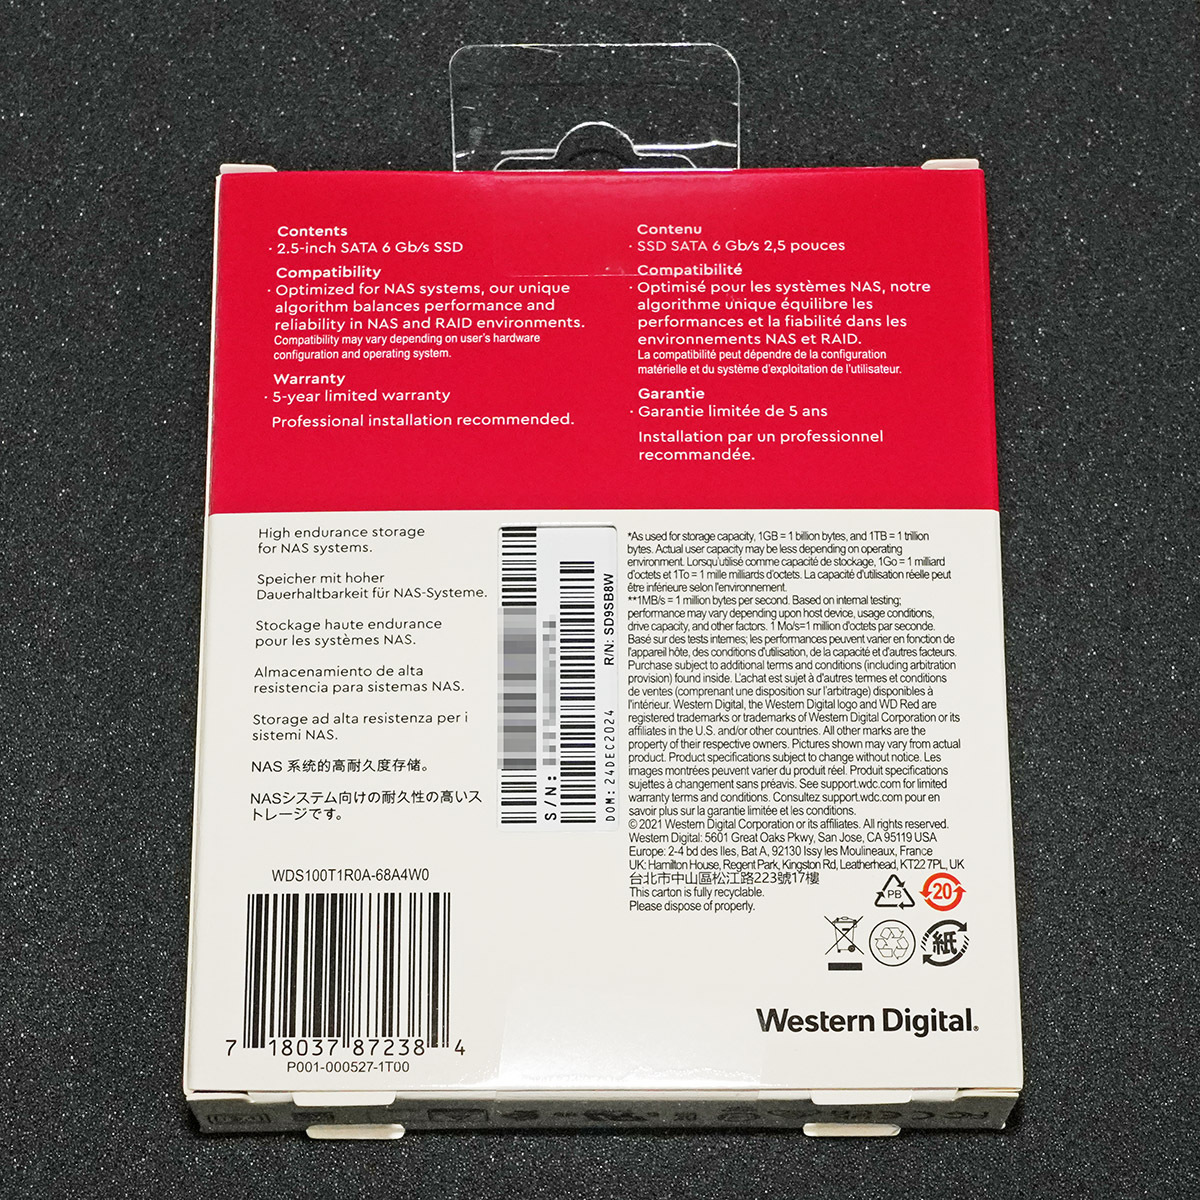 Contents
· 2.5-inch SATA 6 Gb/s SSD
Compatibility
· Optimized for NAS systems, our unique
algorithm balances performance and
reliability in NAS and RAID environments.
Compatibility may vary depending on user's hardware
configuration and operating system.
Warranty
· 5-year limited warranty
Professional installation recommended.
Contenu
· SSD SATA 6 Gb/s 2,5 pouces
Compatibilité
· Optimisé pour les systèmes NAS, notre
algorithme unique équilibre les
performances et la fiabilité dans les
environnements NAS et RAID.
La compatibilité peut dépendre de la configuration
matérielle et du système d'exploitation de l'utilisateur.
Garantie
· Garantie limitée de 5 ans
Installation par un professionnel
recommandée.
High endurance storage
for NAS systems.
Speicher mit hoher
Dauerhaltbarkeit für NAS-Systeme.
Stockage haute endurance
pour les systèmes NAS.
Almacenamiento de alta
resistencia para sistemas NAS.
Storage ad alta resistenza per i
sistemi NAS.
NAS 系统的高耐久度存储。
NASシステム向けの耐久性の高いス
トレージです。
S/N:
DOM: 24DEC2024
R/N: SD9SB8W
*As used for storage capacity, 1GB = 1 billion bytes, and 1TB = 1 trillion
bytes. Actual user capacity may be less depending on operating
environment. Lorsqu'utilisé comme capacité de stockage, 1Go = 1 milliard
d'octets et 1To = 1 mille milliards d'octets. La capacité d'utilisation réelle peut
être inférieure selon l'environnement.
**1MB/s = 1 million bytes per second. Based on internal testing;
performance may vary depending upon host device, usage conditions,
drive capacity, and other factors. 1 Mo/s=1 million d'octets par seconde.
Basé sur des tests internes; les performances peuvent varier en fonction de
l'appareil hôte, des conditions d'utilisation, de la capacité et d'autres facteurs.
Purchase subject to additional terms and conditions (including arbitration
provision) found inside. L'achat est sujet à d'autres termes et conditions
de ventes (comprenant une disposition sur l'arbitrage) disponibles à
l'intérieur. Western Digital, the Western Digital logo and WD Red are
registered trademarks or trademarks of Western Digital Corporation or its
affiliates in the U.S. and/or other countries. All other marks are the
property of their respective owners. Pictures shown may vary from actual
product. Product specifications subject to change without notice. Les
images montrées peuvent varier du produit réel. Product specifications
sujettes à changement sans préavis. See support.wdc.com for limited
warranty terms and conditions. Consultez support.wdc.com pour en
savoir plus sur la garantie limitée et les conditions.
© 2021 Western Digital Corporation or its affiliates. All rights reserved.
Western Digital: 5601 Great Oaks Pkwy, San Jose, CA 95119 USA
Europe: 2-4 bd des Iles, Bat A, 92130 Issy les Moulineaux, France
UK: Hamilton House, Regent Park, Kingston Rd, Leatherhead, KT22 7PL, UK
台北市中山區松江路223號17樓
This carton is fully recyclable.
Please dispose of properly.
PB
20
紙
WDS100T1R0A-68A4W0
7 18037 87238 4
P001-000527-1T00
Western Digital.